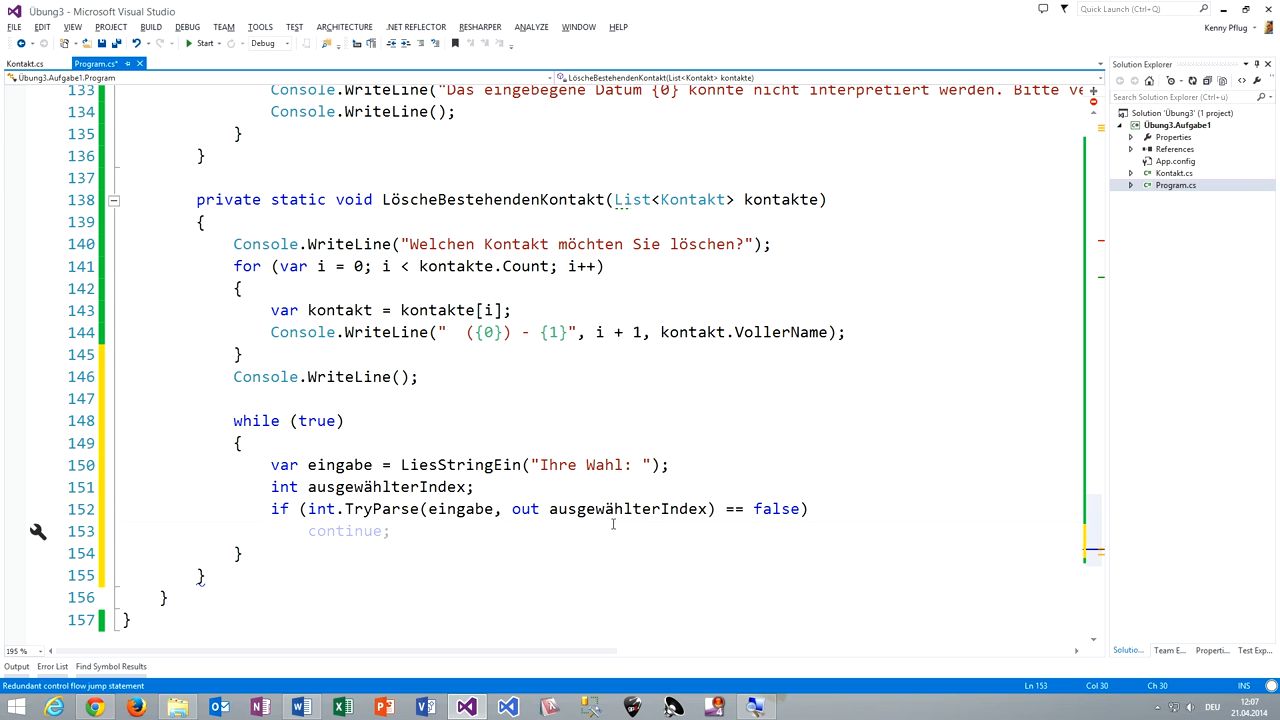 Übung3 - Microsoft Visual Studio
Quick Launch (Ctrl+Q)
FILE EDIT VIEW PROJECT BUILD DEBUG TEAM TOOLS TEST ARCHITECTURE .NET REFLECTOR RESHARPER ANALYZE WINDOW HELP
Kenny Pflug
Start Debug
Kontakt.cs Program.cs*
Übung3.Aufgabe1.Program
LöscheBestehendenKontakt(List<Kontakt> kontakte)
133 Console.WriteLine("Das eingebegene Datum {0} konnte nicht interpretiert werden. Bitte ve
134 Console.WriteLine();
135 }
136 }
137
138 private static void LöscheBestehendenKontakt(List<Kontakt> kontakte)
139 {
140 Console.WriteLine("Welchen Kontakt möchten Sie löschen?");
141 for (var i = 0; i < kontakte.Count; i++)
142 {
143 var kontakt = kontakte[i];
144 Console.WriteLine("  ({0}) - {1}", i + 1, kontakt.VollerName);
145 }
146 Console.WriteLine();
147
148 while (true)
149 {
150 var eingabe = LiesStringEin("Ihre Wahl: ");
151 int ausgewählterIndex;
152 if (int.TryParse(eingabe, out ausgewählterIndex) == false)
153 continue;
154 }
155 }
156 }
157 }
195 %
Solution Explorer
Search Solution Explorer (Ctrl+ü)
Solution 'Übung3' (1 project)
Übung3.Aufgabe1
Properties
References
App.config
Kontakt.cs
Program.cs
Solutio... Team E... Properti... Test Exp...
Output Error List Find Symbol Results
Redundant control flow jump statement
Ln 153 Col 30 Ch 30 INS
DEU
12:07
21.04.2014